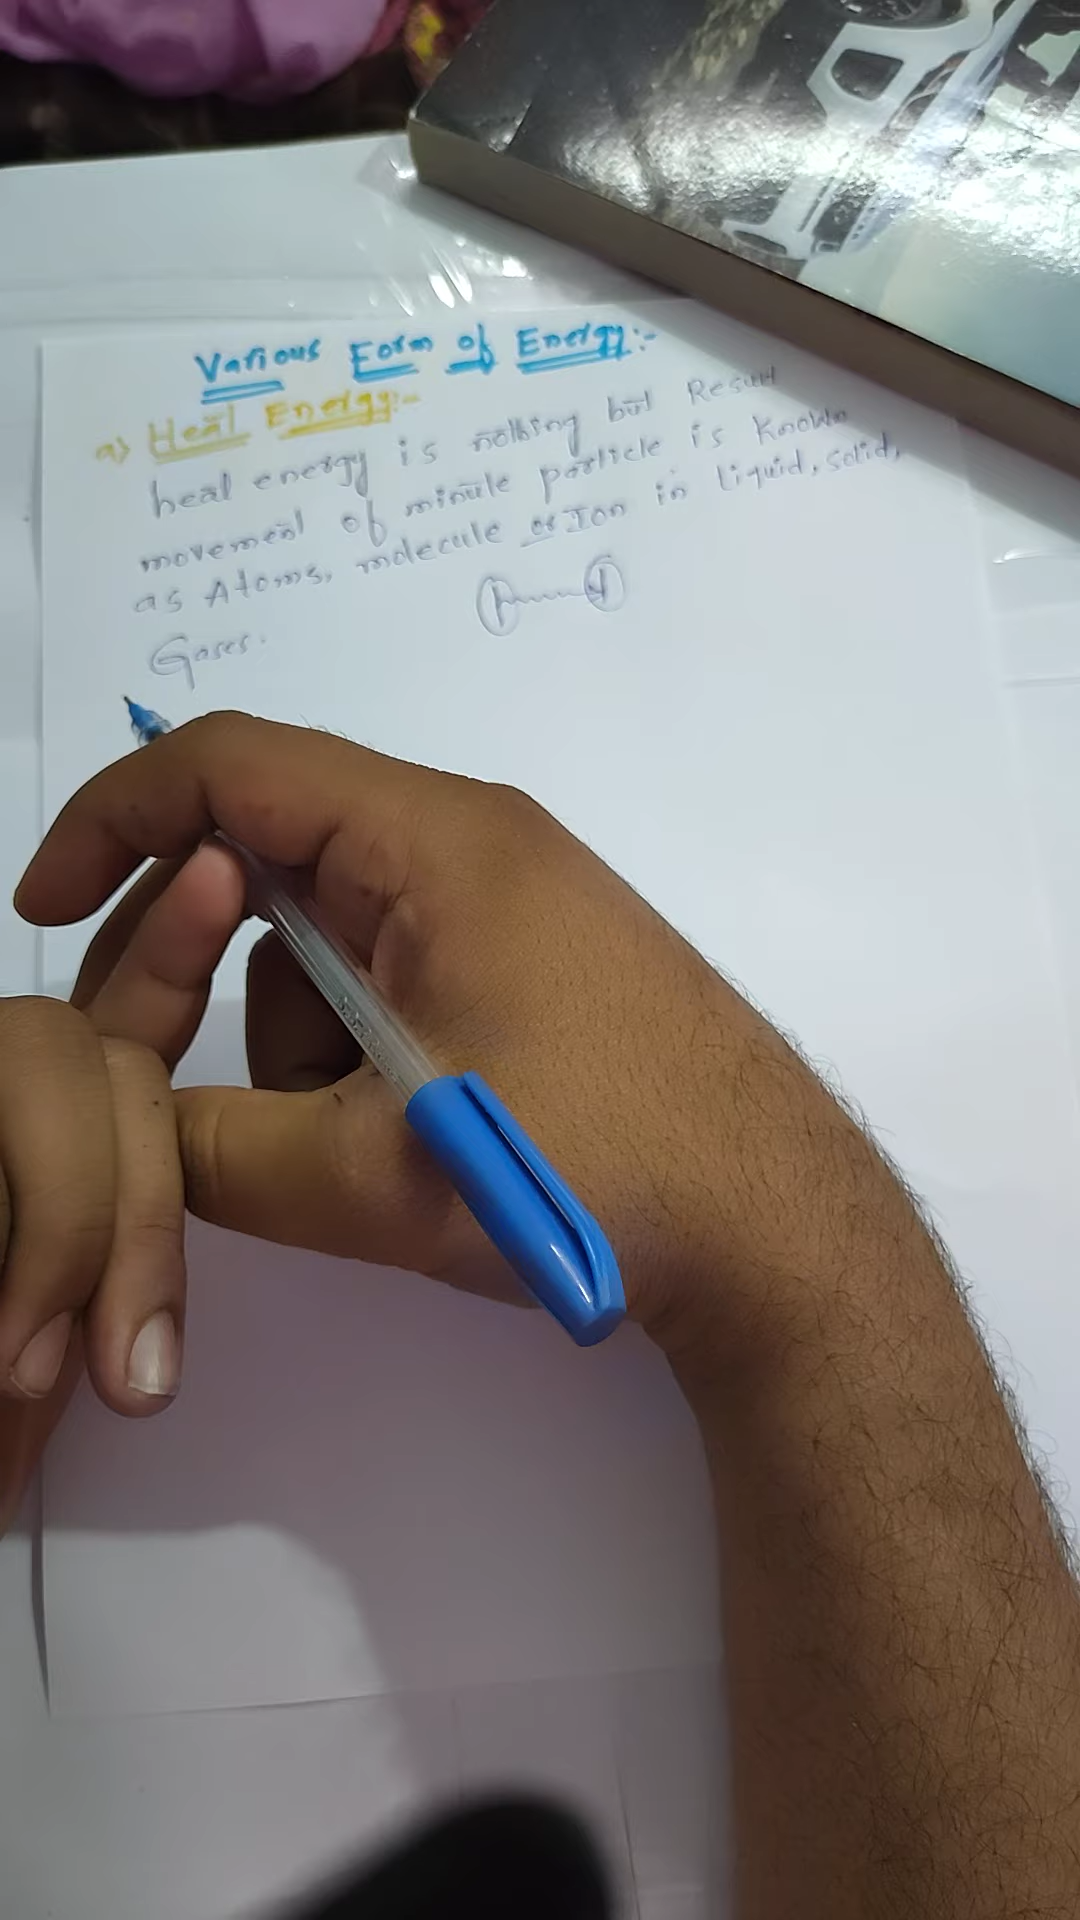 Various Form of Energy:-
a) Heat Energy:-
heat energy is nothing but Result
movement of minute particle is known
as Atoms, molecule or Ion in liquid, solid,
Gases.